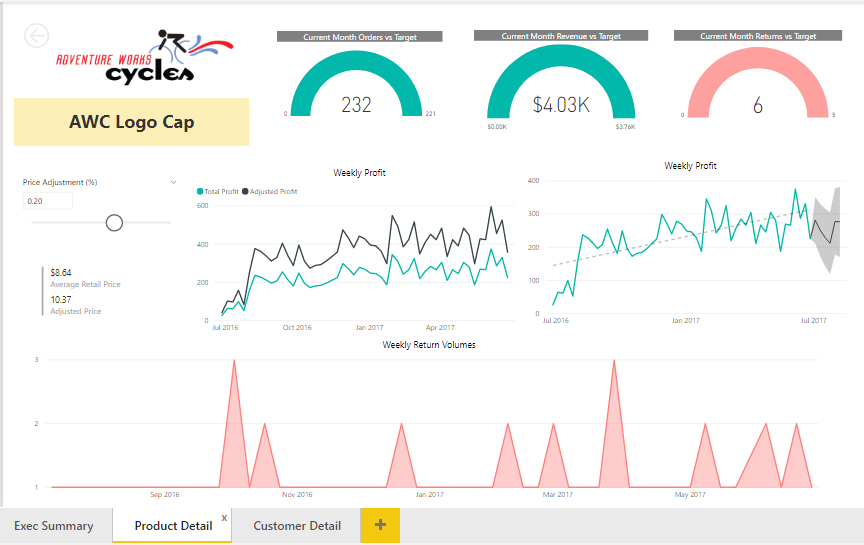 ADVENTURE WORKS
cycles
AWC Logo Cap
Current Month Orders vs Target
232
0
221
Current Month Revenue vs Target
$4.03K
$0.00K
$3.76K
Current Month Returns vs Target
6
0
5
Price Adjustment (%)
0.20
$8.64
Average Retail Price
10.37
Adjusted Price
Weekly Profit
Total Profit Adjusted Profit
600
400
200
0
Jul 2016 Oct 2016 Jan 2017 Apr 2017
Weekly Profit
400
300
200
100
0
Jul 2016 Jan 2017 Jul 2017
Weekly Return Volumes
3
2
1
Sep 2016 Nov 2016 Jan 2017 Mar 2017 May 2017
Exec Summary Product Detail x Customer Detail +